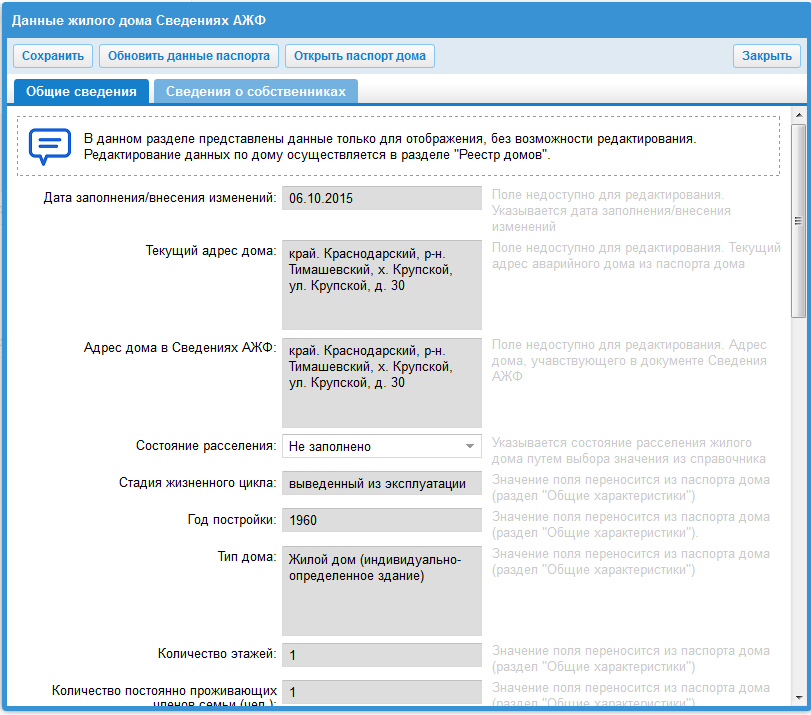 Данные жилого дома Сведениях АЖФ
Сохранить
Обновить данные паспорта
Открыть паспорт дома
Закрыть
Общие сведения
Сведения о собственниках
В данном разделе представлены данные только для отображения, без возможности редактирования.
Редактирование данных по дому осуществляется в разделе "Реестр домов".
Дата заполнения/внесения изменений:
06.10.2015
Поле недоступно для редактирования.
Указывается дата заполнения/внесения
изменений
Текущий адрес дома:
край. Краснодарский, р-н.
Тимашевский, х. Крупской,
ул. Крупской, д. 30
Поле недоступно для редактирования. Текущий
адрес аварийного дома из паспорта дома
Адрес дома в Сведениях АЖФ:
край. Краснодарский, р-н.
Тимашевский, х. Крупской,
ул. Крупской, д. 30
Поле недоступно для редактирования. Адрес
дома, учавствующего в документе Сведения
АЖФ
Состояние расселения:
Не заполнено
Указывается состояние расселения жилого
дома путем выбора значения из справочника
Стадия жизненного цикла:
выведенный из эксплуатации
Значение поля переносится из паспорта дома
(раздел "Общие характеристики")
Год постройки:
1960
Значение поля переносится из паспорта дома
(раздел "Общие характеристики").
Тип дома:
Жилой дом (индивидуально-
определенное здание)
Значение поля переносится из паспорта дома
(раздел "Общие характеристики")
Количество этажей:
1
Значение поля переносится из паспорта дома
(раздел "Общие характеристики")
Количество постоянно проживающих
членов семьи (чел.):
1
Значение поля переносится из паспорта дома
(раздел "Общие характеристики")